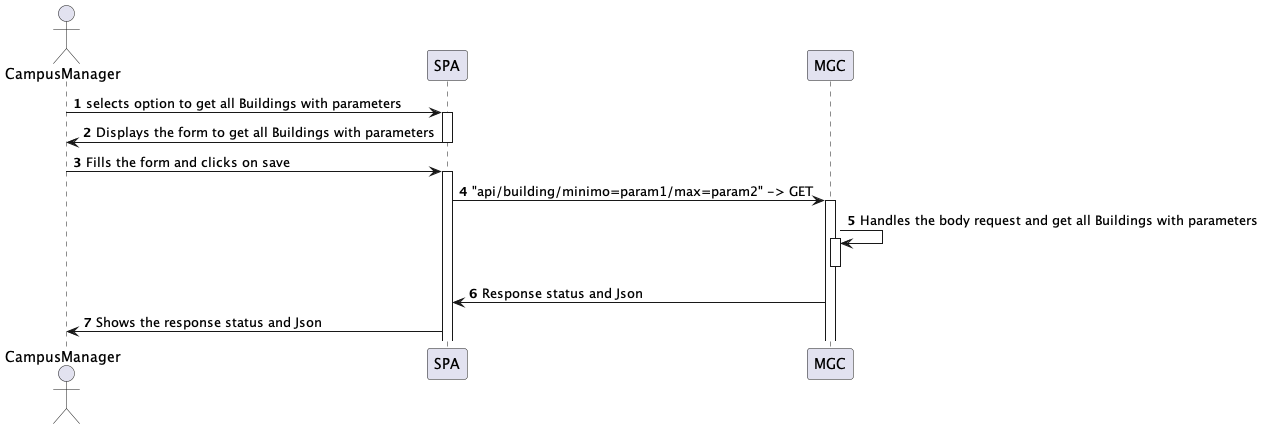 CampusManager
SPA
MGC
1 selects option to get all Buildings with parameters
2 Displays the form to get all Buildings with parameters
3 Fills the form and clicks on save
4 "api/building/minimo=param1/max=param2" -> GET
5 Handles the body request and get all Buildings with parameters
6 Response status and Json
7 Shows the response status and Json
CampusManager
SPA
MGC